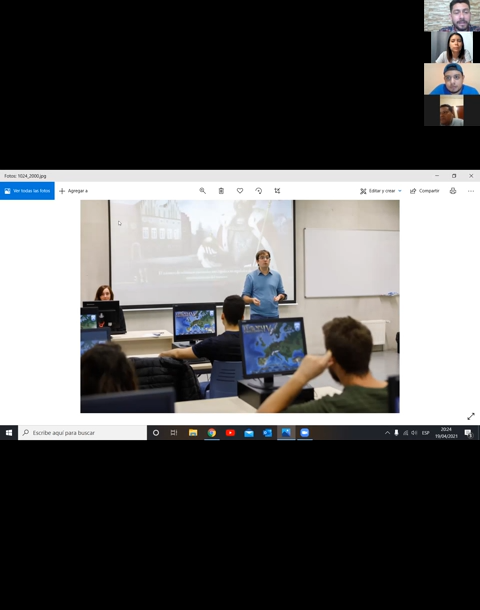 Fotos: 1024_2000.jpg
Ver todas las fotos
Agregar a
Editar y crear
Compartir
Escribe aquí para buscar
ESP
20:24
19/04/2021